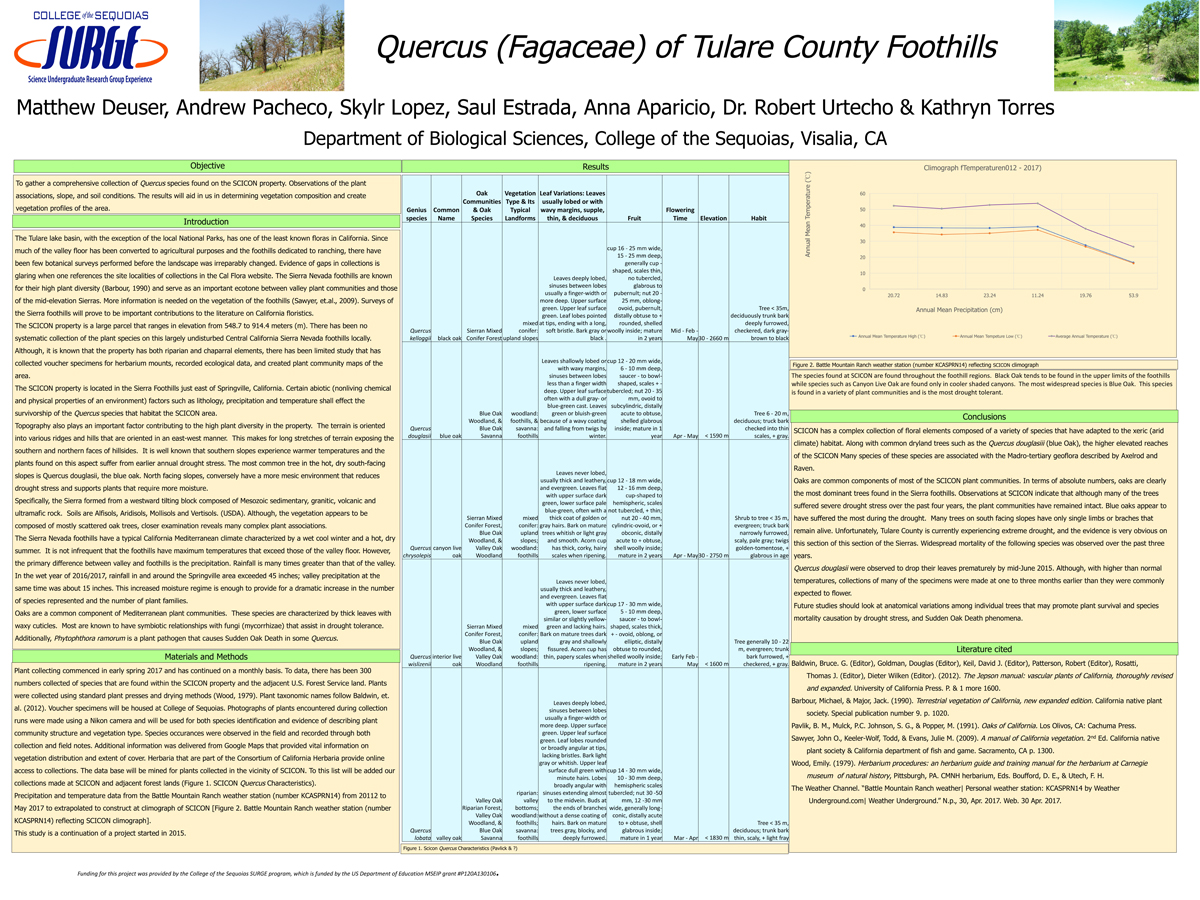 COLLEGE of the SEQUOIAS
SURGE
Science Undergraduate Research Group Experience
Quercus (Fagaceae) of Tulare County Foothills
Matthew Deuser, Andrew Pacheco, Skylr Lopez, Saul Estrada, Anna Aparicio, Dr. Robert Urtecho & Kathryn Torres
Department of Biological Sciences, College of the Sequoias, Visalia, CA
Objective
To gather a comprehensive collection of Quercus species found on the SCICON property. Observations of the plant
associations, slope, and soil conditions. The results will aid in us in determining vegetation composition and create
vegetation profiles of the area.
Introduction
The Tulare lake basin, with the exception of the local National Parks, has one of the least known floras in California. Since
much of the valley floor has been converted to agricultural purposes and the foothills dedicated to ranching, there have
been few botanical surveys performed before the landscape was irreparably changed. Evidence of gaps in collections is
glaring when one references the site localities of collections in the Cal Flora website. The Sierra Nevada foothills are known
for their high plant diversity (Barbour, 1990) and serve as an important ecotone between valley plant communities and those
of the mid-elevation Sierras. More information is needed on the vegetation of the foothills (Sawyer, et.al., 2009). Surveys of
the Sierra foothills will prove to be important contributions to the literature on California floristics.
The SCICON property is a large parcel that ranges in elevation from 548.7 to 914.4 meters (m). There has been no
systematic collection of the plant species on this largely undisturbed Central California Sierra Nevada foothills locally.
Although, it is known that the property has both riparian and chaparral elements, there has been limited study that has
collected voucher specimens for herbarium mounts, recorded ecological data, and created plant community maps of the
area.
The SCICON property is located in the Sierra Foothills just east of Springville, California. Certain abiotic (nonliving chemical
and physical properties of an environment) factors such as lithology, precipitation and temperature shall effect the
survivorship of the Quercus species that habitat the SCICON area.
Topography also plays an important factor contributing to the high plant diversity in the property. The terrain is oriented
into various ridges and hills that are oriented in an east-west manner. This makes for long stretches of terrain exposing the
southern and northern faces of hillsides. It is well known that southern slopes experience warmer temperatures and the
plants found on this aspect suffer from earlier annual drought stress. The most common tree in the hot, dry south-facing
slopes is Quercus douglasii, the blue oak. North facing slopes, conversely have a more mesic environment that reduces
drought stress and supports plants that require more moisture.
Specifically, the Sierra formed from a westward tilting block composed of Mesozoic sedimentary, granitic, volcanic and
ultramafic rock. Soils are Alfisols, Aridisols, Mollisols and Vertisols. (USDA). Although, the vegetation appears to be
composed of mostly scattered oak trees, closer examination reveals many complex plant associations.
The Sierra Nevada foothills have a typical California Mediterranean climate characterized by a wet cool winter and a hot, dry
summer. It is not infrequent that the foothills have maximum temperatures that exceed those of the valley floor. However,
the primary difference between valley and foothills is the precipitation. Rainfall is many times greater than that of the valley.
In the wet year of 2016/2017, rainfall in and around the Springville area exceeded 45 inches; valley precipitation at the
same time was about 15 inches. This increased moisture regime is enough to provide for a dramatic increase in the number
of species represented and the number of plant families.
Oaks are a common component of Mediterranean plant communities. These species are characterized by thick leaves with
waxy cuticles. Most are known to have symbiotic relationships with fungi (mycorrhizae) that assist in drought tolerance.
Additionally, Phytophthora ramorum is a plant pathogen that causes Sudden Oak Death in some Quercus.
Materials and Methods
Plant collecting commenced in early spring 2017 and has continued on a monthly basis. To data, there has been 300
numbers collected of species that are found within the SCICON property and the adjacent U.S. Forest Service land. Plants
were collected using standard plant presses and drying methods (Wood, 1979). Plant taxonomic names follow Baldwin, et.
al. (2012). Voucher specimens will be housed at College of Sequoias. Photographs of plants encountered during collection
runs were made using a Nikon camera and will be used for both species identification and evidence of describing plant
community structure and vegetation type. Species occurances were observed in the field and recorded through both
collection and field notes. Additional information was delivered from Google Maps that provided vital information on
vegetation distribution and extent of cover. Herbaria that are part of the Consortium of California Herbaria provide online
access to collections. The data base will be mined for plants collected in the vicinity of SCICON. To this list will be added our
collections made at SCICON and adjacent forest lands (Figure 1. SCICON Quercus Characteristics).
Precipitation and temperature data from the Battle Mountain Ranch weather station (number KCASPRN14) from 20112 to
May 2017 to extrapolated to construct at climograph of SCICON [Figure 2. Battle Mountain Ranch weather station (number
KCASPRN14) reflecting SCICON climograph].
This study is a continuation of a project started in 2015.
Results
Genius species | Common Name | Oak Communities & Oak Species | Vegetation Type & Its Typical Landforms | Leaf Variations: Leaves usually lobed or with wavy margins, supple, thin, & deciduous | Fruit | Flowering Time | Elevation | Habit
Quercus kelloggii | black oak | Sierran Mixed Conifer Forest | mixed conifer: upland slopes | Leaves deeply lobed, sinuses between lobes usually a finger-width or more deep. Upper surface green. Upper leaf surface green. Leaf lobes pointed at tips, ending with a long, soft bristle. Bark gray or black . | cup 16 - 25 mm wide, 15 - 25 mm deep, generally cup - shaped, scales thin, no tubercled, glabrous to pubernult; nut 20 - 25 mm, oblong- ovoid, pubernult, distally obtuse to + rounded, shelled woolly inside; mature in 2 years | Mid - Feb - May | 30 - 2660 m | Tree < 35m, deciduously trunk bark deeply furrowed, checkered, dark gray- brown to black
Quercus douglasii | blue oak | Blue Oak Savanna | woodland: foothills, & savanna: foothills | Leaves shallowly lobed or with wavy margins, sinuses between lobes less than a finger width deep. Upper leaf surface often with a dull gray- or blue-green cast. Leaves green or bluish-green because of a wavy coating and falling from twigs by winter. | cup 12 - 20 mm wide, 6 - 10 mm deep, saucer - to bowl- shaped, scales + - tubercled; nut 20 - 35 mm, ovoid to subcylindric, distally acute to obtuse, shelled glabrous inside; mature in 1 year | Apr - May | < 1590 m | Tree 6 - 20 m, deciduous; trunk bark checked into thin scales, + gray,
Quercus chrysolepis | canyon live oak | Sierran Mixed Conifer Forest, Blue Oak Woodland, & Valley Oak Woodland | mixed conifer: upland slopes; woodland: foothills | Leaves never lobed, usually thick and leathery, and evergreen. Leaves flat with upper surface dark green, lower surface pale blue-green, often with a thick coat of golden or gray hairs. Bark on mature trees whitish or light gray and smooth. Acorn cup has thick, corky, hairy scales when ripening. | cup 12 - 18 mm wide, 12 - 16 mm deep, cup-shaped to hemispheric, scales not tubercled, + thin; nut 20 - 40 mm, cylindric-ovoid, or + obconic, distally acute to + obtuse, shell woolly inside; mature in 2 years | Apr - May | 30 - 2750 m | Shrub to tree < 35 m, evergreen; truck bark narrowly furrowed, scaly, pale gray; twigs golden-tomentose, + glabrous in age
Quercus wislizenii | interior live oak | Sierran Mixed Conifer Forest, Blue Oak Woodland, & Valley Oak Woodland | mixed conifer: upland slopes; woodland: foothills | Leaves never lobed, usually thick and leathery, and evergreen. Leaves flat with upper surface dark green, lower surface green and lacking hairs. Bark on mature trees dark gray and shallowly fissured. Acorn cup has thin, papery scales when ripening. | cup 17 - 30 mm wide, 5 - 10 mm deep, saucer - to bowl- shaped, scales thick, + - ovoid, oblong, or elliptic, distally obtuse to rounded, shelled woolly inside; mature in 2 years | Early Feb - May | < 1600 m | Tree generally 10 - 22 m, evergreen; trunk bark furrowed, + checkered, + gray,
Quercus lobata | valley oak | Valley Oak Riparian Forest, Valley Oak Woodland, & Blue Oak Savanna | riparian: valley bottoms; woodland: foothills; savanna: foothills | Leaves deeply lobed, sinuses between lobes usually a finger-width or more deep. Upper surface green. Upper leaf surface green. Leaf lobes rounded or broadly angular at tips, lacking bristles. Bark light gray or whitish. Upper leaf surface dull green with minute hairs. Lobes broadly angular with sinuses extending almost to the midvein. Buds at the ends of branches without a dense coating of hairs. Bark on mature trees gray, blocky, and deeply furrowed. | cup 14 - 30 mm wide, 10 - 30 mm deep, hemispheric scales tubercled; nut 30 -50 mm, 12 -30 mm wide, generally long- conic, distally acute to + obtuse, shell glabrous inside; mature in 1 year | Mar - Apr | < 1830 m | Tree < 35 m, deciduous; trunk bark thin, scaly, + light fray
Figure 1. Scicon Quercus Characteristics (Pavlick & ?)
Climograph fTemperaturen012 - 2017)
Annual Mean Temperature (℃)
60
50
40
30
20
10
0
20.72 14.83 23.24 11.24 29.76 53.9
Annual Mean Precipitation (cm)
Annual Mean Temperature High (℃) Annual Mean Temperature Low (℃) Average Annual Temperature (℃)
Figure 2. Battle Mountain Ranch weather station (number KCASPRN14) reflecting SCICON climograph
The species found at SCICON are found throughout the foothill regions. Black Oak tends to be found in the upper limits of the foothills
while species such as Canyon Live Oak are found only in cooler shaded canyons. The most widespread species is Blue Oak. This species
is found in a variety of plant communities and is the most drought tolerant.
Conclusions
SCICON has a complex collection of floral elements composed of a variety of species that have adapted to the xeric (arid
climate) habitat. Along with common dryland trees such as the Quercus douglasiii (blue Oak), the higher elevated reaches
of the SCICON Many species of these species are associated with the Madro-tertiary geoflora described by Axelrod and
Raven.
Oaks are common components of most of the SCICON plant communities. In terms of absolute numbers, oaks are clearly
the most dominant trees found in the Sierra foothills. Observations at SCICON indicate that although many of the trees
suffered severe drought stress over the past four years, the plant communities have remained intact. Blue oaks appear to
have suffered the most during the drought. Many trees on south facing slopes have only single limbs or braches that
remain alive. Unfortunately, Tulare County is currently experiencing extreme drought, and the evidence is very obvious on
this section of this section of the Sierras. Widespread mortality of the following species was observed over the past three
years.
Quercus douglasii were observed to drop their leaves prematurely by mid-June 2015. Although, with higher than normal
temperatures, collections of many of the specimens were made at one to three months earlier than they were commonly
expected to flower.
Future studies should look at anatomical variations among individual trees that may promote plant survival and species
mortality causation by drought stress, and Sudden Oak Death phenomena.
Literature cited
Baldwin, Bruce. G. (Editor), Goldman, Douglas (Editor), Keil, David J. (Editor), Patterson, Robert (Editor), Rosatti,
Thomas J. (Editor), Dieter Wilken (Editor). (2012). The Jepson manual: vascular plants of California, thoroughly revised
and expanded. University of California Press. P. & 1 more 1600.
Barbour, Michael, & Major, Jack. (1990). Terrestrial vegetation of California, new expanded edition. California native plant
society. Special publication number 9. p. 1020.
Pavlik, B. M., Mulck, P.C. Johnson, S. G., & Popper, M. (1991). Oaks of California. Los Olivos, CA: Cachuma Press.
Sawyer, John O., Keeler-Wolf, Todd, & Evans, Julie M. (2009). A manual of California vegetation. 2nd Ed. California native
plant society & California department of fish and game. Sacramento, CA p. 1300.
Wood, Emily. (1979). Herbaria procedures: an herbarium guide and training manual for the herbarium at Carnegie
museum of natural history, Pittsburgh, PA. CMNH herbarium, Eds. Boufford, D. E., & Utech, F. H.
The Weather Channel. "Battle Mountain Ranch weather| Personal weather station: KCASPRN14 by Weather
Underground.com| Weather Underground." N.p., 30, Apr. 2017. Web. 30 Apr. 2017.
Funding for this project was provided by the College of the Sequoias SURGE program, which is funded by the US Department of Education MSEIP grant #P120A130106.